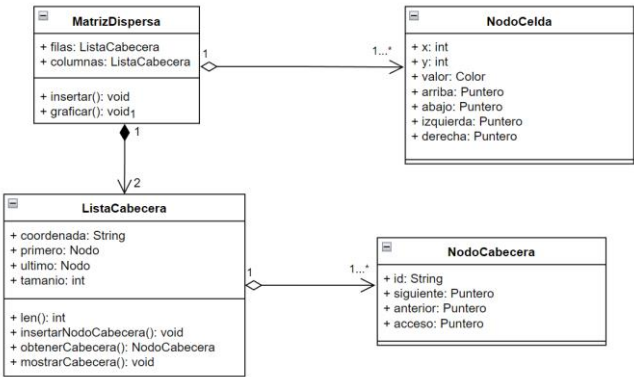 MatrizDispersa
+ filas: ListaCabecera
+ columnas: ListaCabecera
+ insertar(): void
+ graficar(): void1
1
1...*
NodoCelda
+ x: int
+ y: int
+ valor: Color
+ arriba: Puntero
+ abajo: Puntero
+ izquierda: Puntero
+ derecha: Puntero
1
2
ListaCabecera
+ coordenada: String
+ primero: Nodo
+ ultimo: Nodo
+ tamanio: int
+ len(): int
+ insertarNodoCabecera(): void
+ obtenerCabecera(): NodoCabecera
+ mostrarCabecera(): void
1
1...*
NodoCabecera
+ id: String
+ siguiente: Puntero
+ anterior: Puntero
+ acceso: Puntero